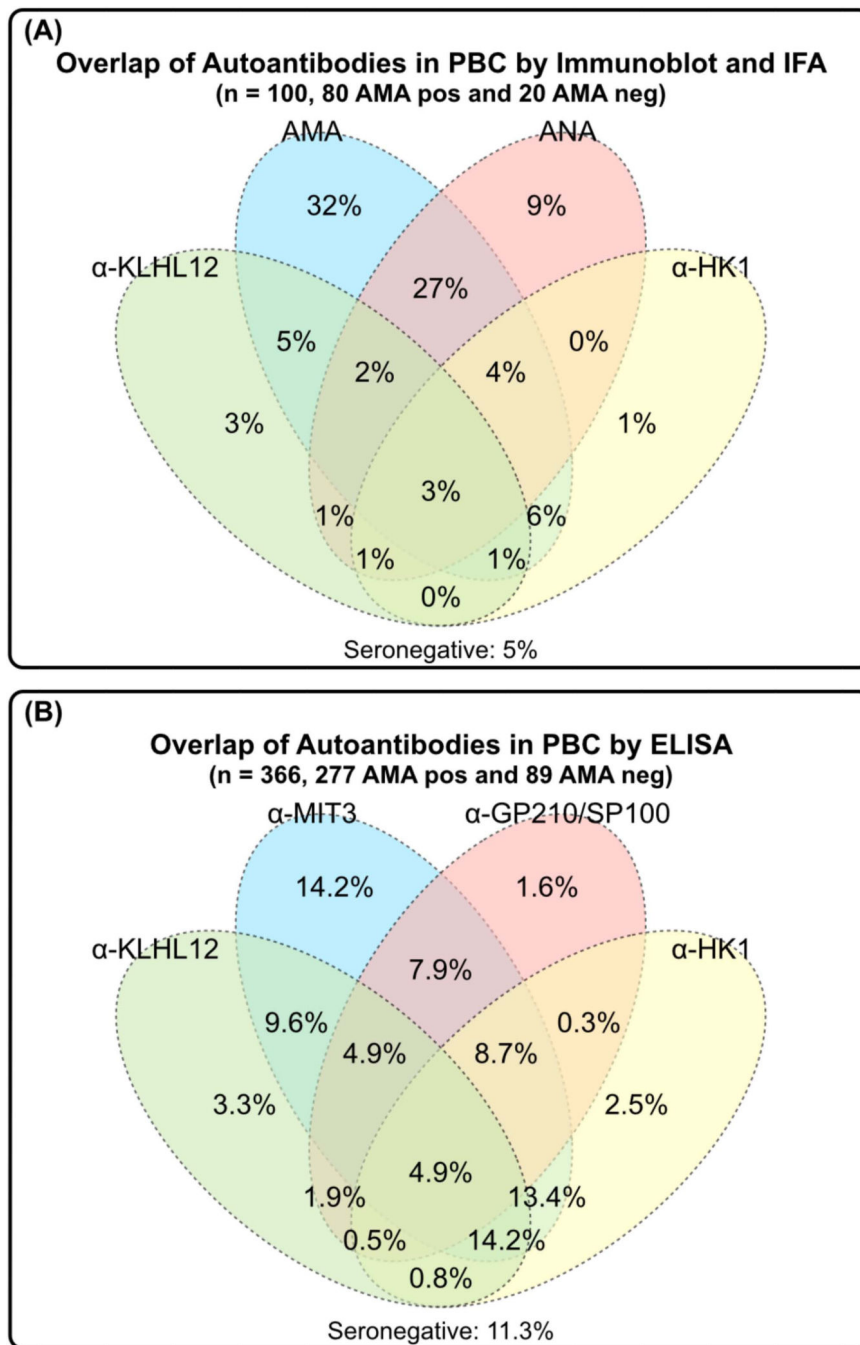 (A)
Overlap of Autoantibodies in PBC by Immunoblot and IFA
(n = 100, 80 AMA pos and 20 AMA neg)
AMA
ANA
32%
9%
α-KLHL12
α-HK1
27%
5%
0%
2%
4%
3%
1%
3%
1%
6%
1%
1%
0%
Seronegative: 5%
(B)
Overlap of Autoantibodies in PBC by ELISA
(n = 366, 277 AMA pos and 89 AMA neg)
α-MIT3
α-GP210/SP100
14.2%
1.6%
α-KLHL12
α-HK1
7.9%
9.6%
0.3%
4.9%
8.7%
3.3%
2.5%
4.9%
1.9%
13.4%
0.5%
14.2%
0.8%
Seronegative: 11.3%